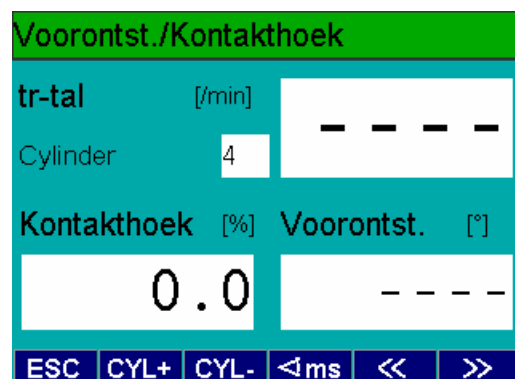 Voorontst./Kontakthoek
tr-tal [/min] - - - -
Cylinder 4
Kontakthoek [%] Voorontst. [°]
0.0 - - - -
ESC CYL+ CYL- ⊲ms << >>